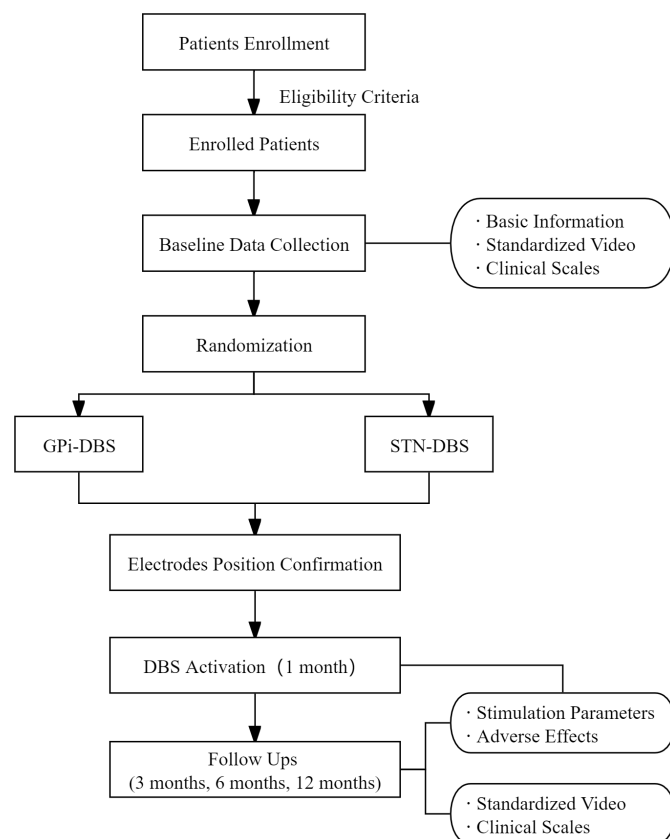 Patients Enrollment
Eligibility Criteria
Enrolled Patients
Baseline Data Collection
· Basic Information
· Standardized Video
· Clinical Scales
Randomization
GPi-DBS
STN-DBS
Electrodes Position Confirmation
DBS Activation（1 month）
· Stimulation Parameters
· Adverse Effects
Follow Ups
(3 months, 6 months, 12 months)
· Standardized Video
· Clinical Scales